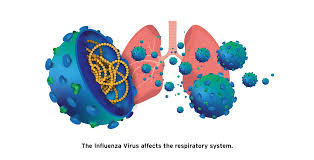 The Influenza Virus affects the respiratory system.